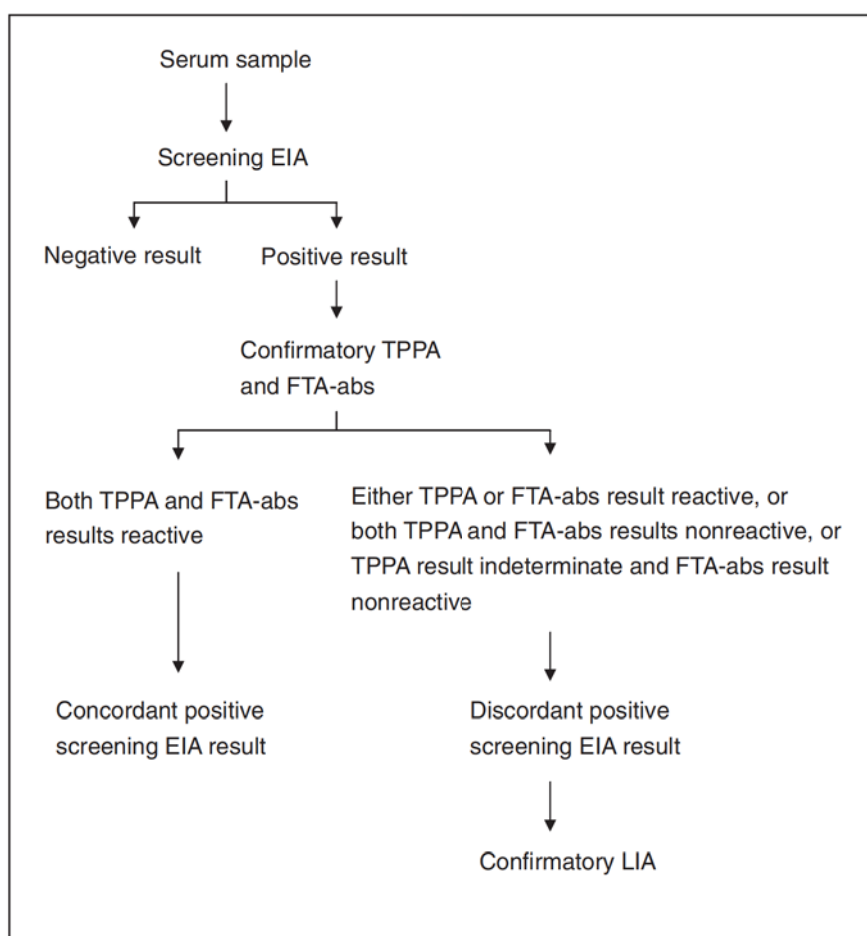 Serum sample
Screening EIA
Negative result
Positive result
Confirmatory TPPA
and FTA-abs
Both TPPA and FTA-abs
results reactive
Either TPPA or FTA-abs result reactive, or
both TPPA and FTA-abs results nonreactive, or
TPPA result indeterminate and FTA-abs result
nonreactive
Concordant positive
screening EIA result
Discordant positive
screening EIA result
Confirmatory LIA